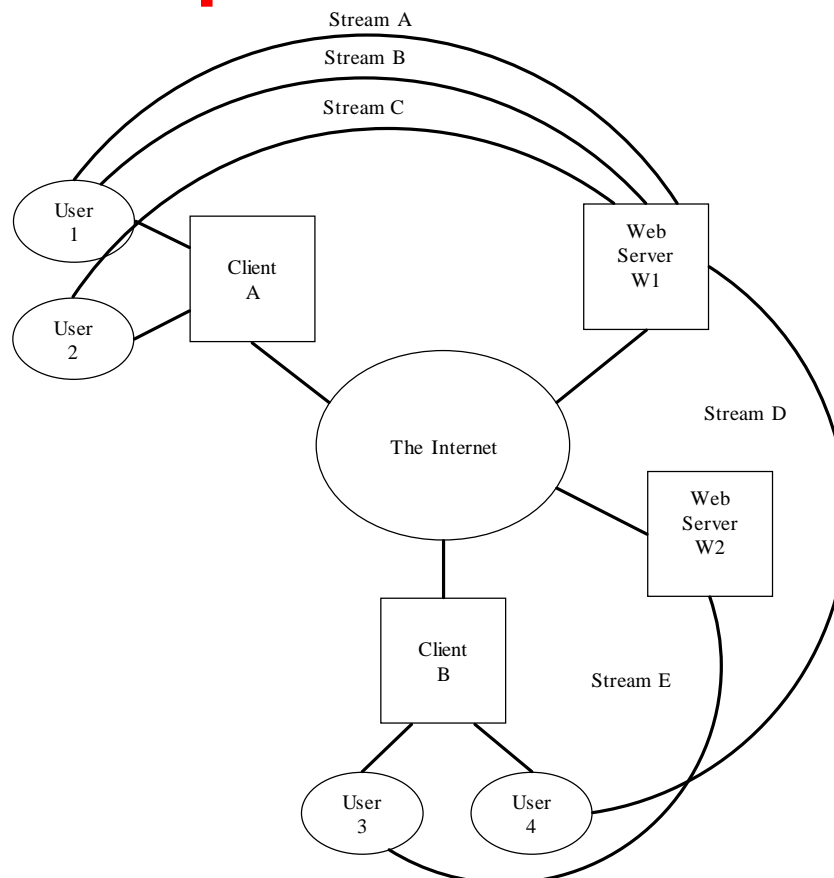 Stream A
Stream B
Stream C
User
1
Web
Server
W1
Client
A
User
2
Stream D
The Internet
Web
Server
W2
Client
B
Stream E
User
3
User
4